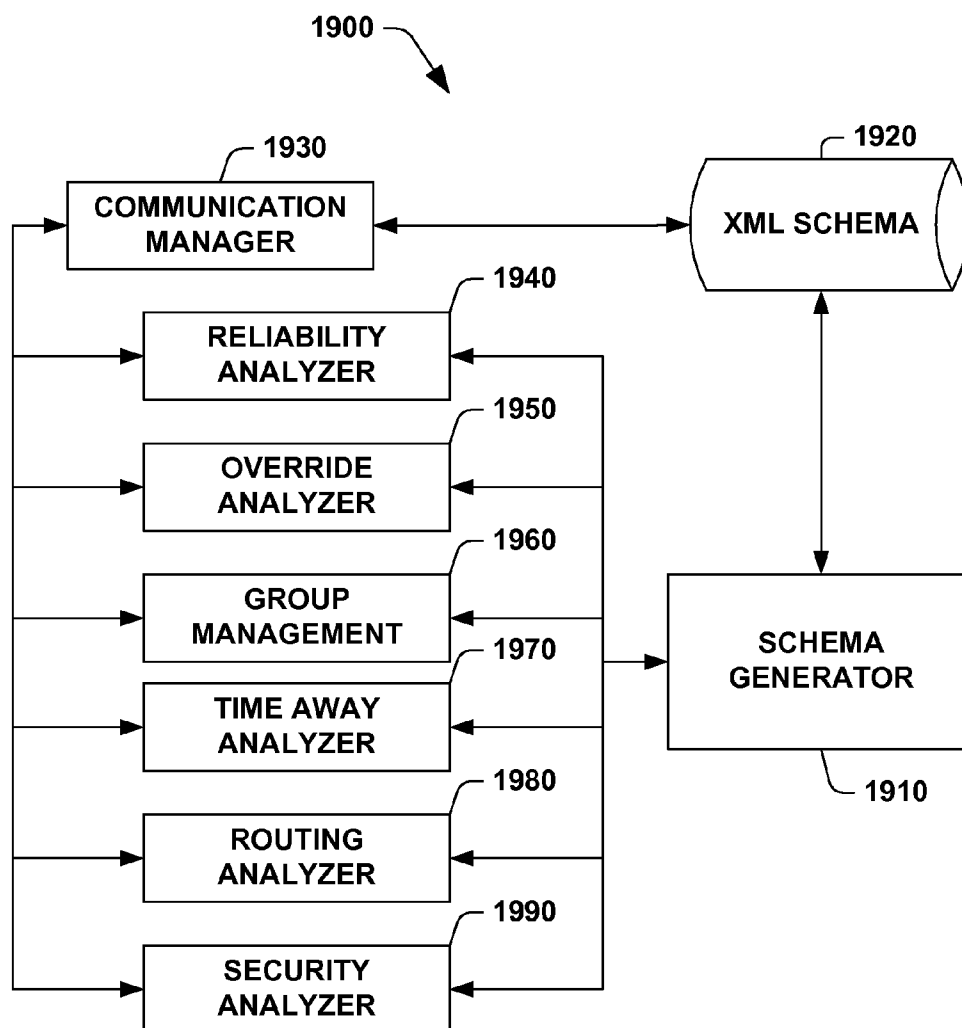 1900
1930
1920
COMMUNICATION
MANAGER
XML SCHEMA
1940
RELIABILITY
ANALYZER
1950
OVERRIDE
ANALYZER
1960
GROUP
MANAGEMENT
1970
TIME AWAY
ANALYZER
SCHEMA
GENERATOR
1910
1980
ROUTING
ANALYZER
1990
SECURITY
ANALYZER